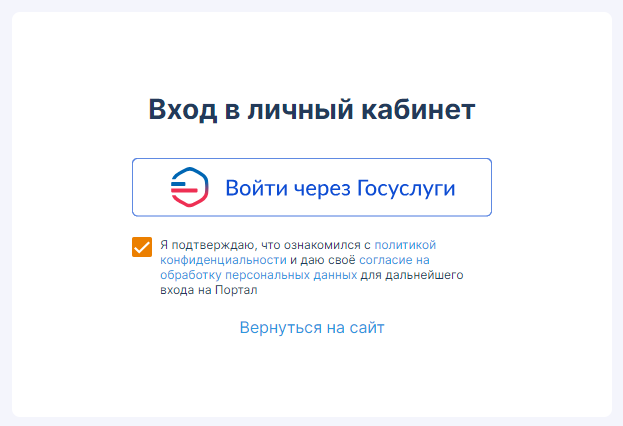 Вход в личный кабинет
Войти через Госуслуги
Я подтверждаю, что ознакомился с политикой
конфиденциальности и даю своё согласие на
обработку персональных данных для дальнейшего
входа на Портал
Вернуться на сайт